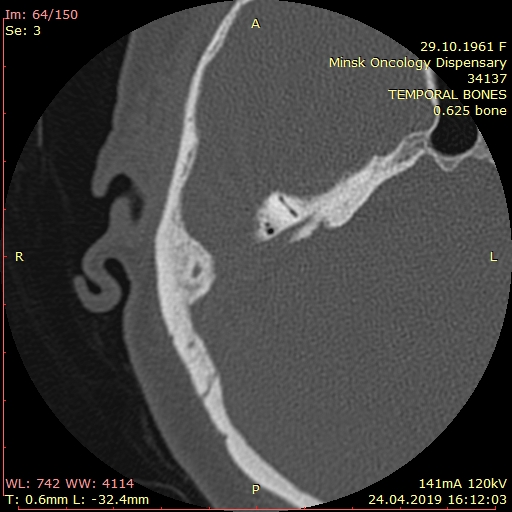 Im: 64/150
Se: 3
A
29.10.1961 F
Minsk Oncology Dispensary
34137
TEMPORAL BONES
0.625 bone
R
L
WL: 742 WW: 4114
T: 0.6mm L: -32.4mm
P
141mA 120kV
24.04.2019 16:12:03